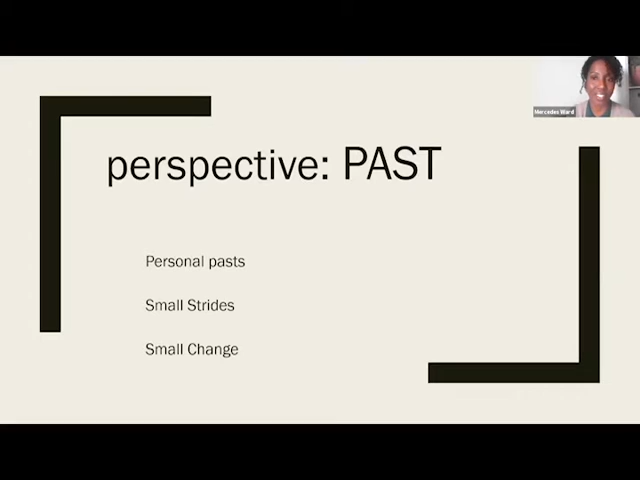 Mercedes Ward
perspective: PAST
Personal pasts
Small Strides
Small Change